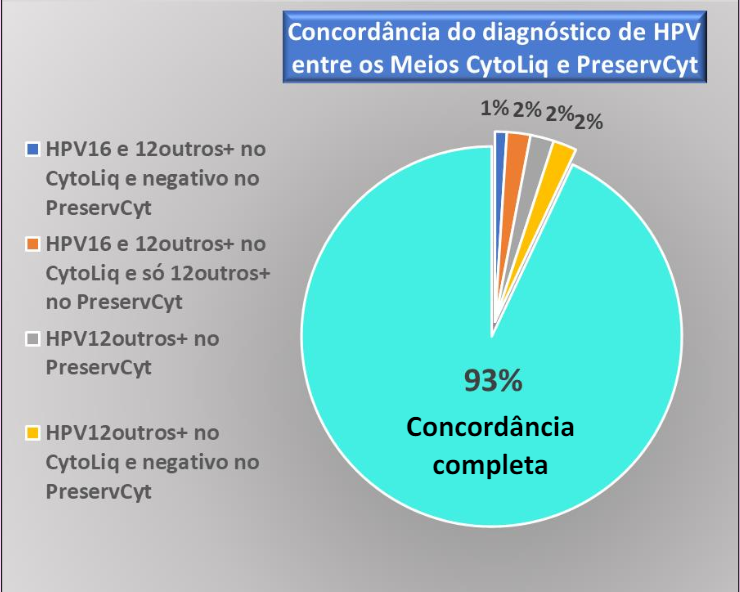 Concordância do diagnóstico de HPV
entre os Meios CytoLiq e PreservCyt
1% 2% 2% 2%
HPV16 e 12outros+ no
CytoLiq e negativo no
PreservCyt
HPV16 e 12outros+ no
CytoLiq e só 12outros+
no PreservCyt
HPV12outros+ no
PreservCyt
HPV12outros+ no
CytoLiq e negativo no
PreservCyt
93%
Concordância
completa